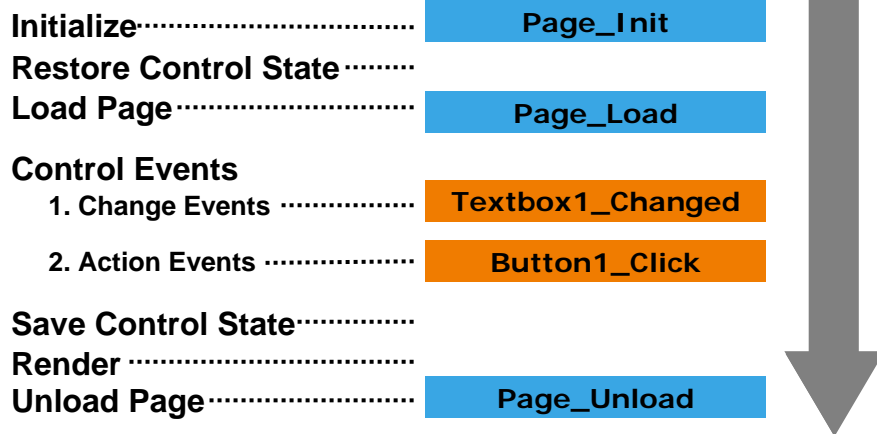 Initialize Page_Init
Restore Control State
Load Page Page_Load
Control Events
1. Change Events Textbox1_Changed
2. Action Events Button1_Click
Save Control State
Render
Unload Page Page_Unload